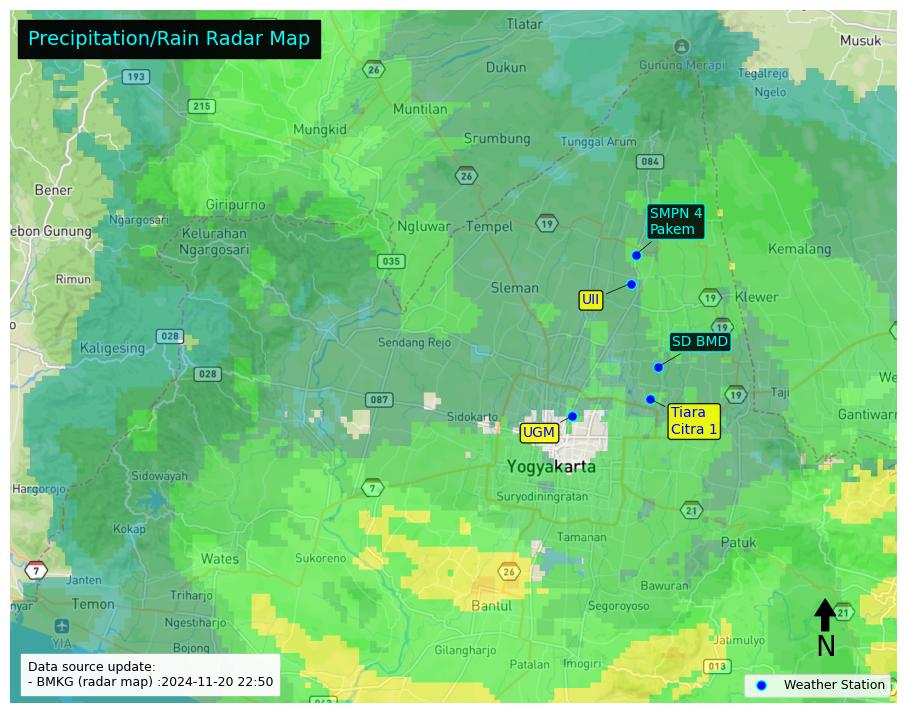 Precipitation/Rain Radar Map
Tlatar
Musuk
Gunung Merapi
26
Dukun
Tegalrejo
193
Ngelo
215
Muntilan
Mungkid
Srumbung
Tunggal Arum
084
26
Bener
Giripurno
SMPN 4
Pakem
Ngargosari
Ngluwar
Tempel
19
ebon Gunung
Kelurahan
Ngargosari
Kemalang
035
Rimun
Sleman
UII
19
Klewer
o
19
028
Kaligesing
Sendang Rejo
SD BMD
028
We
087
19
Taji
Sidokarto
Tiara
Citra 1
Gantiwar
UGM
Yogyakarta
Sidowayah
Hargorojo
7
Suryodiningratan
21
Kokap
Tamanan
Patuk
Wates
Sukoreno
7
26
Janten
Bawuran
nyar
Temon
Triharjo
Bantul
Segoroyoso
21
Ngestiharjo
YIA
N
Jatimulyo
Bojong
Gilangharjo
Patalan
Imogiri
013
Data source update:
- BMKG (radar map) :2024-11-20 22:50
Weather Station